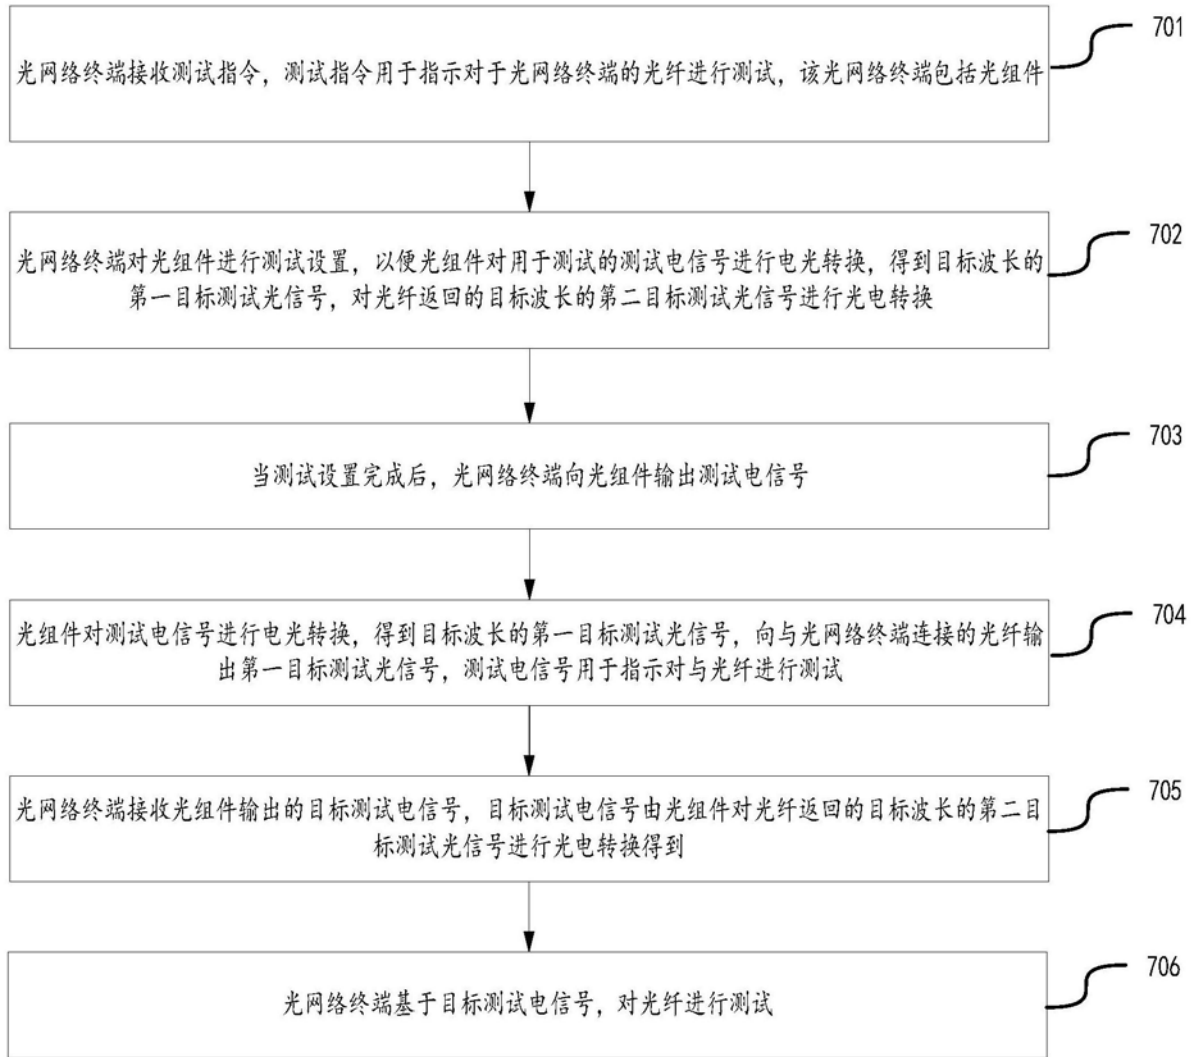 701
光网络终端接收测试指令，测试指令用于指示对于光网络终端的光纤进行测试，该光网络终端包括光组件
702
光网络终端对光组件进行测试设置，以便光组件对用于测试的测试电信号进行电光转换，得到目标波长的
第一目标测试光信号，对光纤返回的目标波长的第二目标测试光信号进行光电转换
703
当测试设置完成后，光网络终端向光组件输出测试电信号
704
光组件对测试电信号进行电光转换，得到目标波长的第一目标测试光信号，向与光网络终端连接的光纤输
出第一目标测试光信号，测试电信号用于指示对与光纤进行测试
705
光网络终端接收光组件输出的目标测试电信号，目标测试电信号由光组件对光纤返回的目标波长的第二目
标测试光信号进行光电转换得到
706
光网络终端基于目标测试电信号，对光纤进行测试